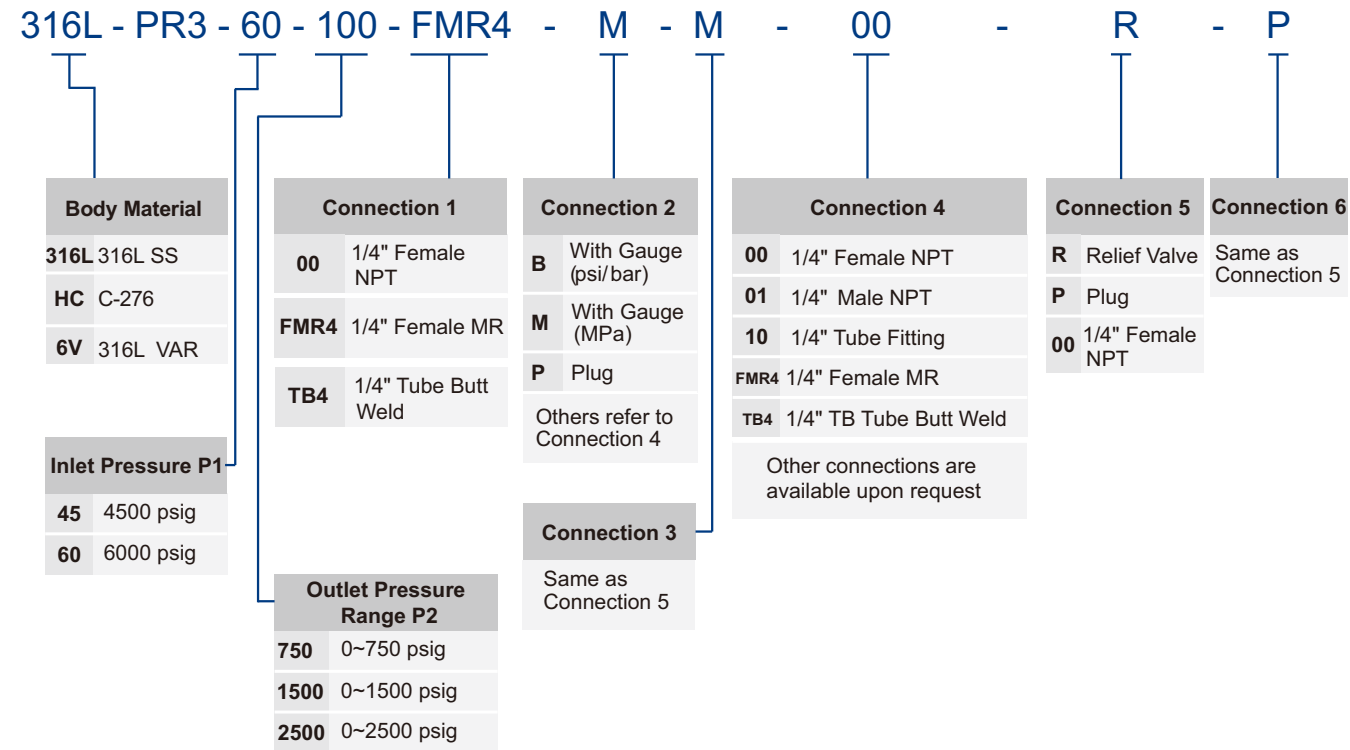 316L - PR3 - 60 - 100 - FMR4 - M - M - 00 - R - P
Body Material
316L 316L SS
HC C-276
6V 316L VAR
Inlet Pressure P1
45 4500 psig
60 6000 psig
Connection 1
00 1/4" Female
NPT
FMR4 1/4" Female MR
TB4 1/4" Tube Butt
Weld
Outlet Pressure
Range P2
750 0~750 psig
1500 0~1500 psig
2500 0~2500 psig
Connection 2
B With Gauge
(psi/bar)
M With Gauge
(MPa)
P Plug
Others refer to
Connection 4
Connection 3
Same as
Connection 5
Connection 4
00 1/4" Female NPT
01 1/4" Male NPT
10 1/4" Tube Fitting
FMR4 1/4" Female MR
TB4 1/4" TB Tube Butt Weld
Other connections are
available upon request
Connection 5
R Relief Valve
P Plug
00 1/4" Female
NPT
Connection 6
Same as
Connection 5